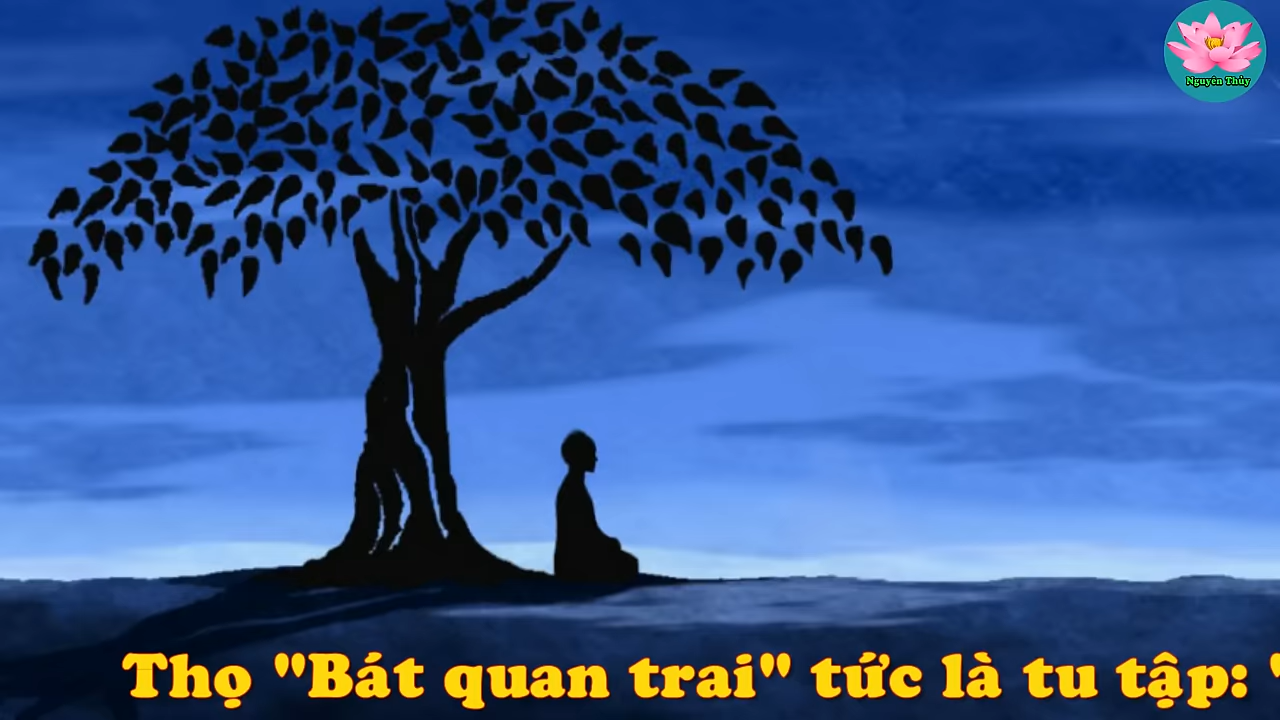 Nguyên Thủy
Thọ "Bát quan trai" tức là tu tập: "